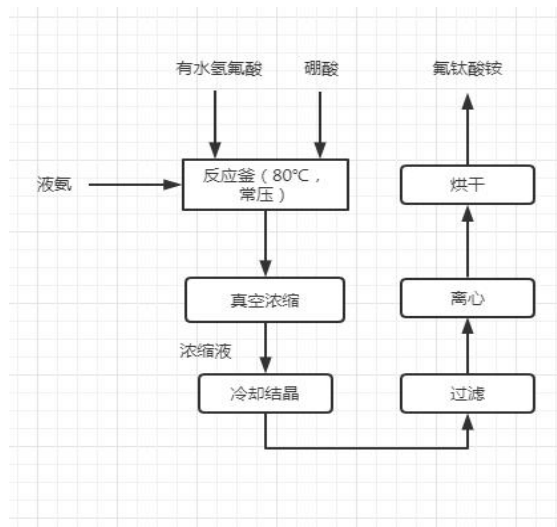 有水氢氟酸
硼酸
氟钛酸铵
液氨
反应釜（80℃，
常压）
烘干
真空浓缩
离心
浓缩液
冷却结晶
过滤